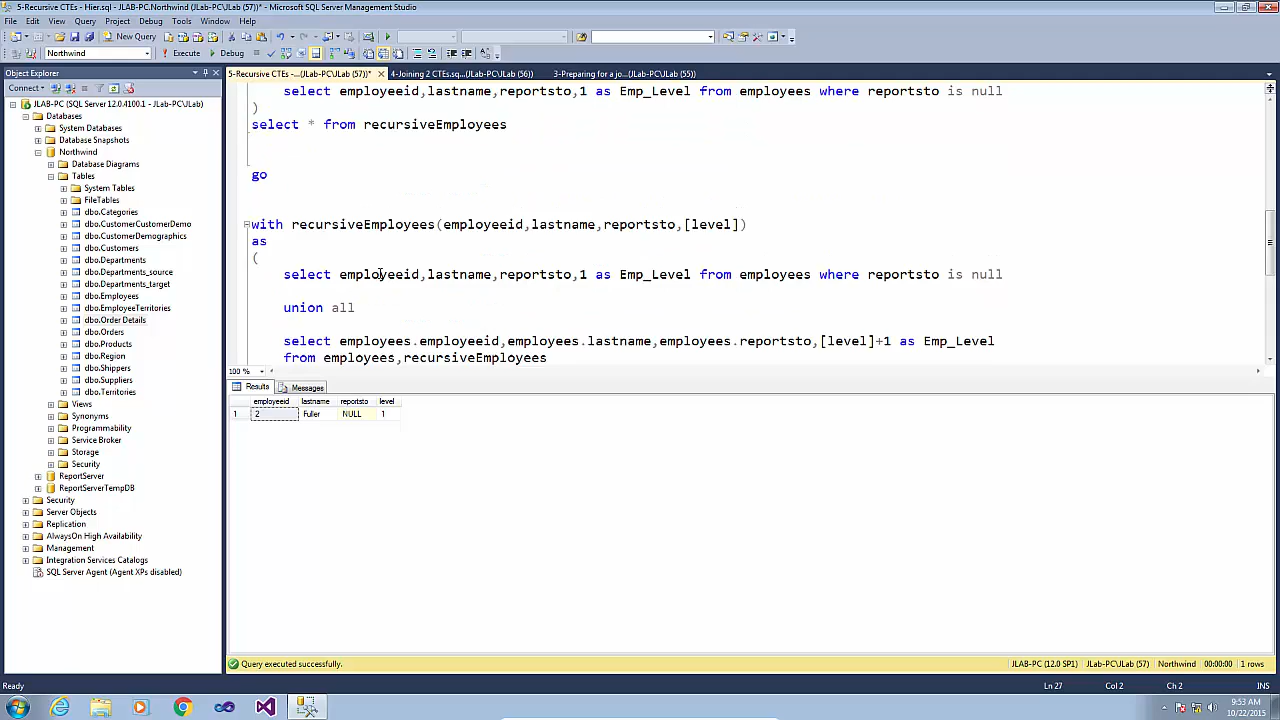 5-Recursive CTEs - Hier.sql - JLAB-PC.Northwind (JLab-PC\JLab (57))* - Microsoft SQL Server Management Studio
File Edit View Query Project Debug Tools Window Help
New Query
Northwind Execute Debug
Object Explorer
5-Recursive CTEs -...(JLab-PC\JLab (57))* 4-Joining 2 CTEs.sq...(JLab-PC\JLab (56)) 3-Preparing for a jo...(JLab-PC\JLab (55))
Connect
JLAB-PC (SQL Server 12.0.4100.1 - JLab-PC\JLab)
Databases
System Databases
Database Snapshots
Northwind
Database Diagrams
Tables
System Tables
FileTables
dbo.Categories
dbo.CustomerCustomerDemo
dbo.CustomerDemographics
dbo.Customers
dbo.Departments
dbo.Departments_source
dbo.Departments_target
dbo.Employees
dbo.EmployeeTerritories
dbo.Order Details
dbo.Orders
dbo.Products
dbo.Region
dbo.Shippers
dbo.Suppliers
dbo.Territories
Views
Synonyms
Programmability
Service Broker
Storage
Security
ReportServer
ReportServerTempDB
Security
Server Objects
Replication
AlwaysOn High Availability
Management
Integration Services Catalogs
SQL Server Agent (Agent XPs disabled)
select employeeid,lastname,reportsto,1 as Emp_Level from employees where reportsto is null
)
select * from recursiveEmployees
go
with recursiveEmployees(employeeid,lastname,reportsto,[level])
as
(
select employeeid,lastname,reportsto,1 as Emp_Level from employees where reportsto is null
union all
select employees.employeeid,employees.lastname,employees.reportsto,[level]+1 as Emp_Level
from employees,recursiveEmployees
100 %
Results Messages
employeeid lastname reportsto level
1 2 Fuller NULL 1
Query executed successfully. JLAB-PC (12.0 SP1) JLab-PC\JLab (57) Northwind 00:00:00 1 rows
Ready Ln 27 Col 2 Ch 2 INS
9:53 AM
10/22/2015